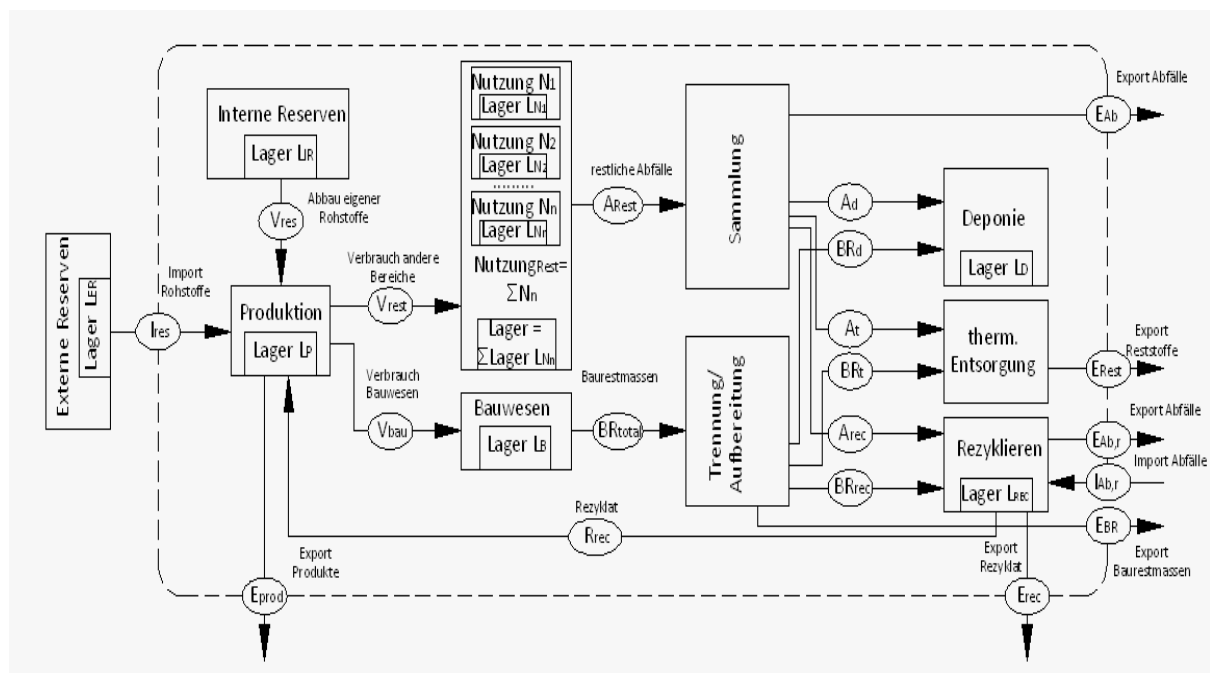 Export Abfälle
EAb
Interne Reserven
Lager LIR
Abbau eigener
Rohstoffe
Vres
Externe Reserven
Lager LER
Import
Rohstoffe
Ires
Produktion
Lager LP
Verbrauch andere
Bereiche
Vrest
Verbrauch
Bauwesen
Vbau
Nutzung N1
Lager LN1
Nutzung N2
Lager LN2
.........
Nutzung Nn
Lager LNn
NutzungRest=
∑Nn
Lager =
∑Lager LNn
Bauwesen
Lager LB
restliche Abfälle
ARest
Baurestmassen
BRtotal
Sammlung
Trennung/
Aufbereitung
Ad
BRd
At
BRt
Arec
BRrec
Deponie
Lager LD
therm.
Entsorgung
Rezyklieren
Lager LREC
Export
Reststoffe
ERest
Export Abfälle
EAb,r
Import Abfälle
IAb,r
EBR
Export
Baurestmassen
Rezyklat
Rrec
Export
Produkte
Eprod
Export
Rezyklat
Erec